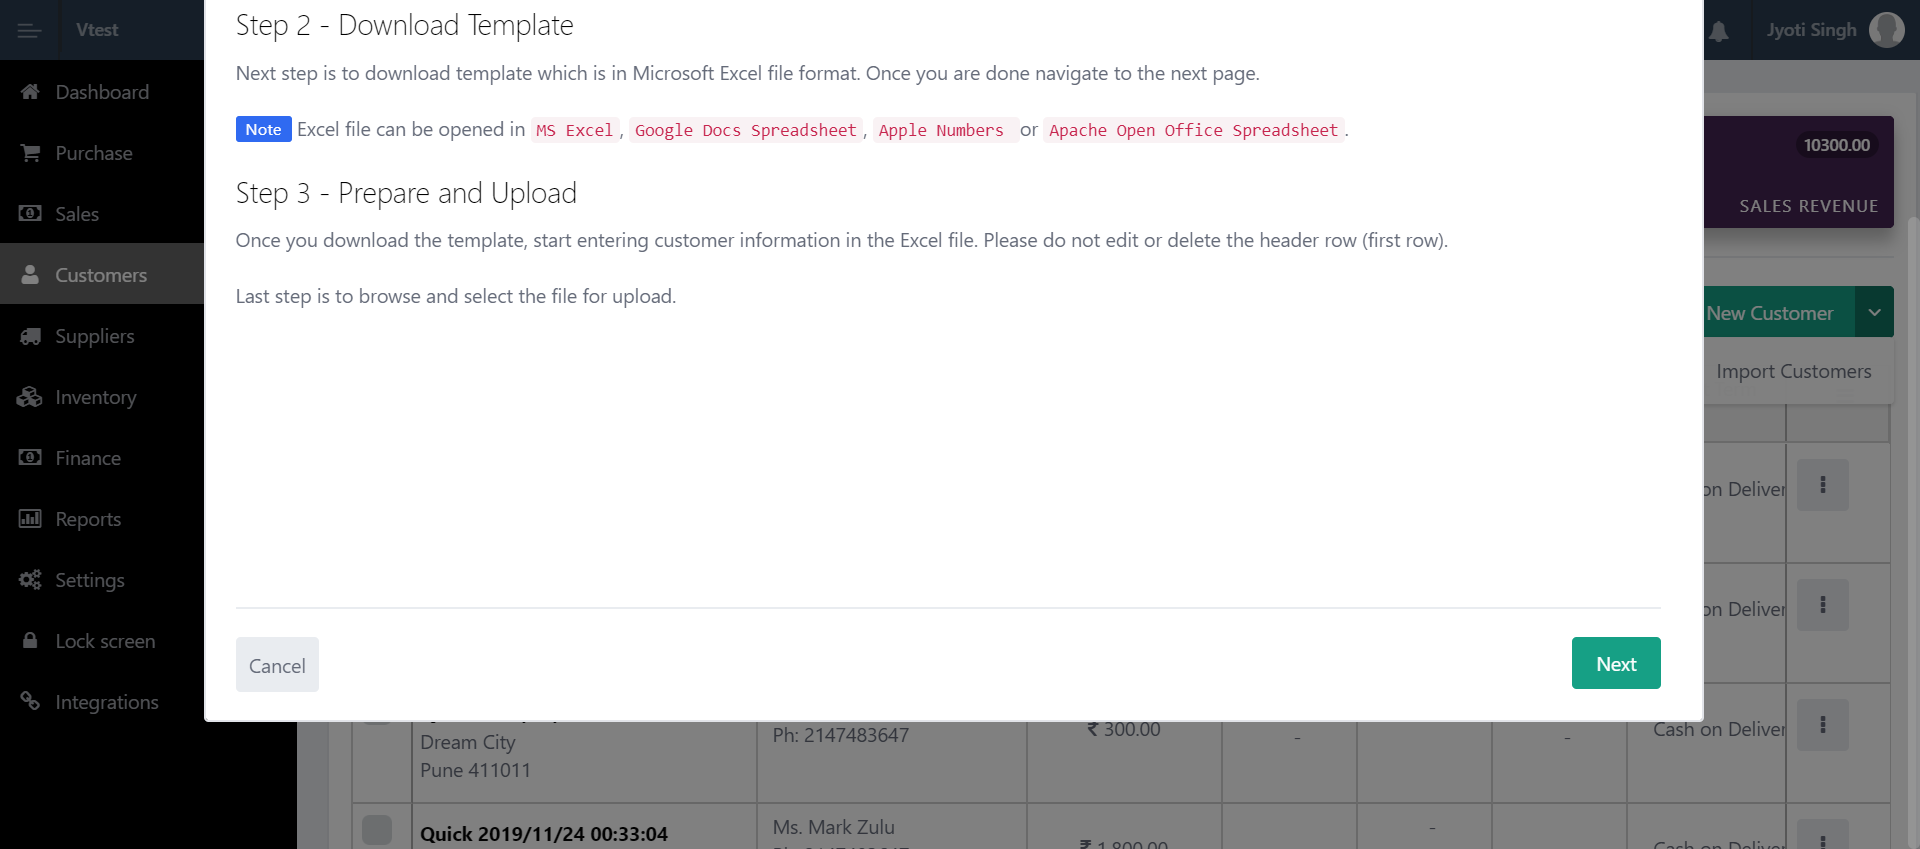 Vtest
Jyoti Singh
Dashboard
Purchase
Sales
Customers
Suppliers
Inventory
Finance
Reports
Settings
Lock screen
Integrations
Step 2 - Download Template
Next step is to download template which is in Microsoft Excel file format. Once you are done navigate to the next page.
Note Excel file can be opened in MS Excel, Google Docs Spreadsheet, Apple Numbers or Apache Open Office Spreadsheet.
Step 3 - Prepare and Upload
Once you download the template, start entering customer information in the Excel file. Please do not edit or delete the header row (first row).
Last step is to browse and select the file for upload.
Cancel
Next
10300.00
SALES REVENUE
New Customer
Import Customers
on Deliver
on Deliver
Dream City
Pune 411011
Ph: 2147483647
₹ 300.00
-
-
Cash on Deliver
Quick 2019/11/24 00:33:04
Ms. Mark Zulu
₹ 1,800.00
-
Cash on Deliver